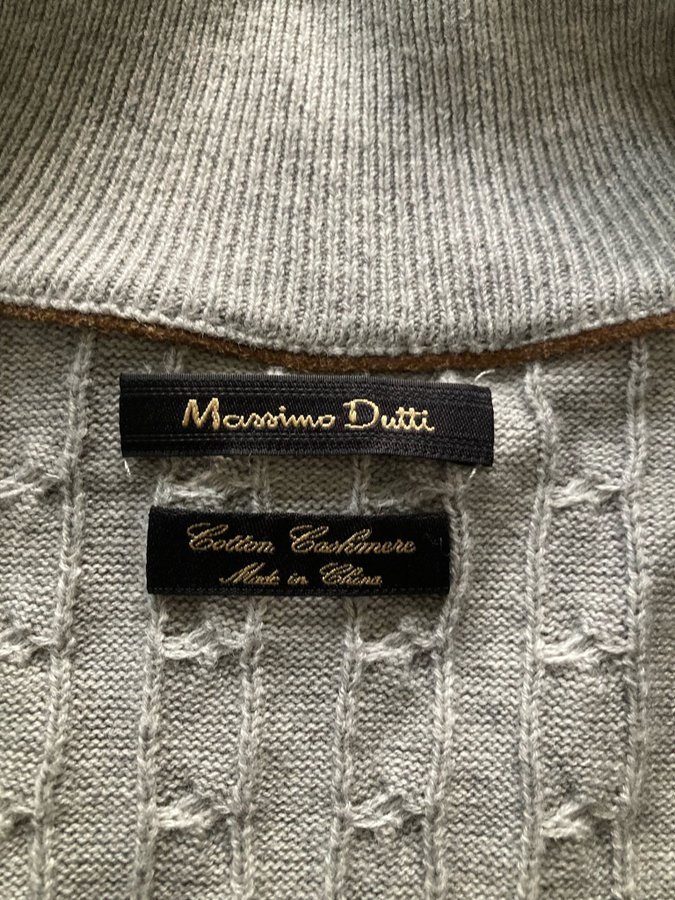 Massimo Dutti
Cotton Cashmere
Made in China